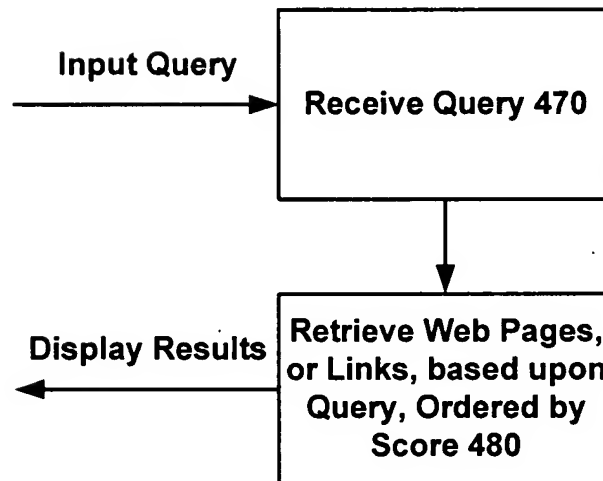 Input Query
Receive Query 470
Display Results
Retrieve Web Pages,
or Links, based upon
Query, Ordered by
Score 480